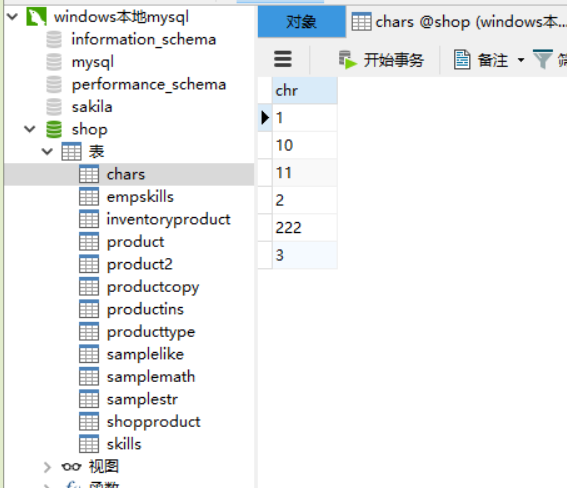 windows本地mysql
information_schema
mysql
performance_schema
sakila
shop
表
chars
empskills
inventoryproduct
product
product2
productcopy
productins
producttype
samplelike
samplemath
samplestr
shopproduct
skills
视图
对象
chars @shop (windows本...
开始事务 备注
chr
1
10
11
2
222
3